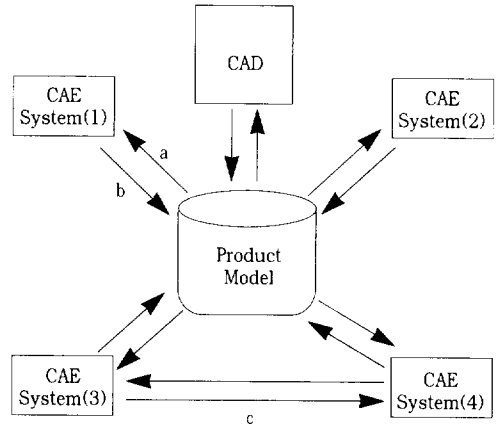 CAD
CAE
System(1)
CAE
System(2)
a
b
Product
Model
CAE
System(3)
CAE
System(4)
c